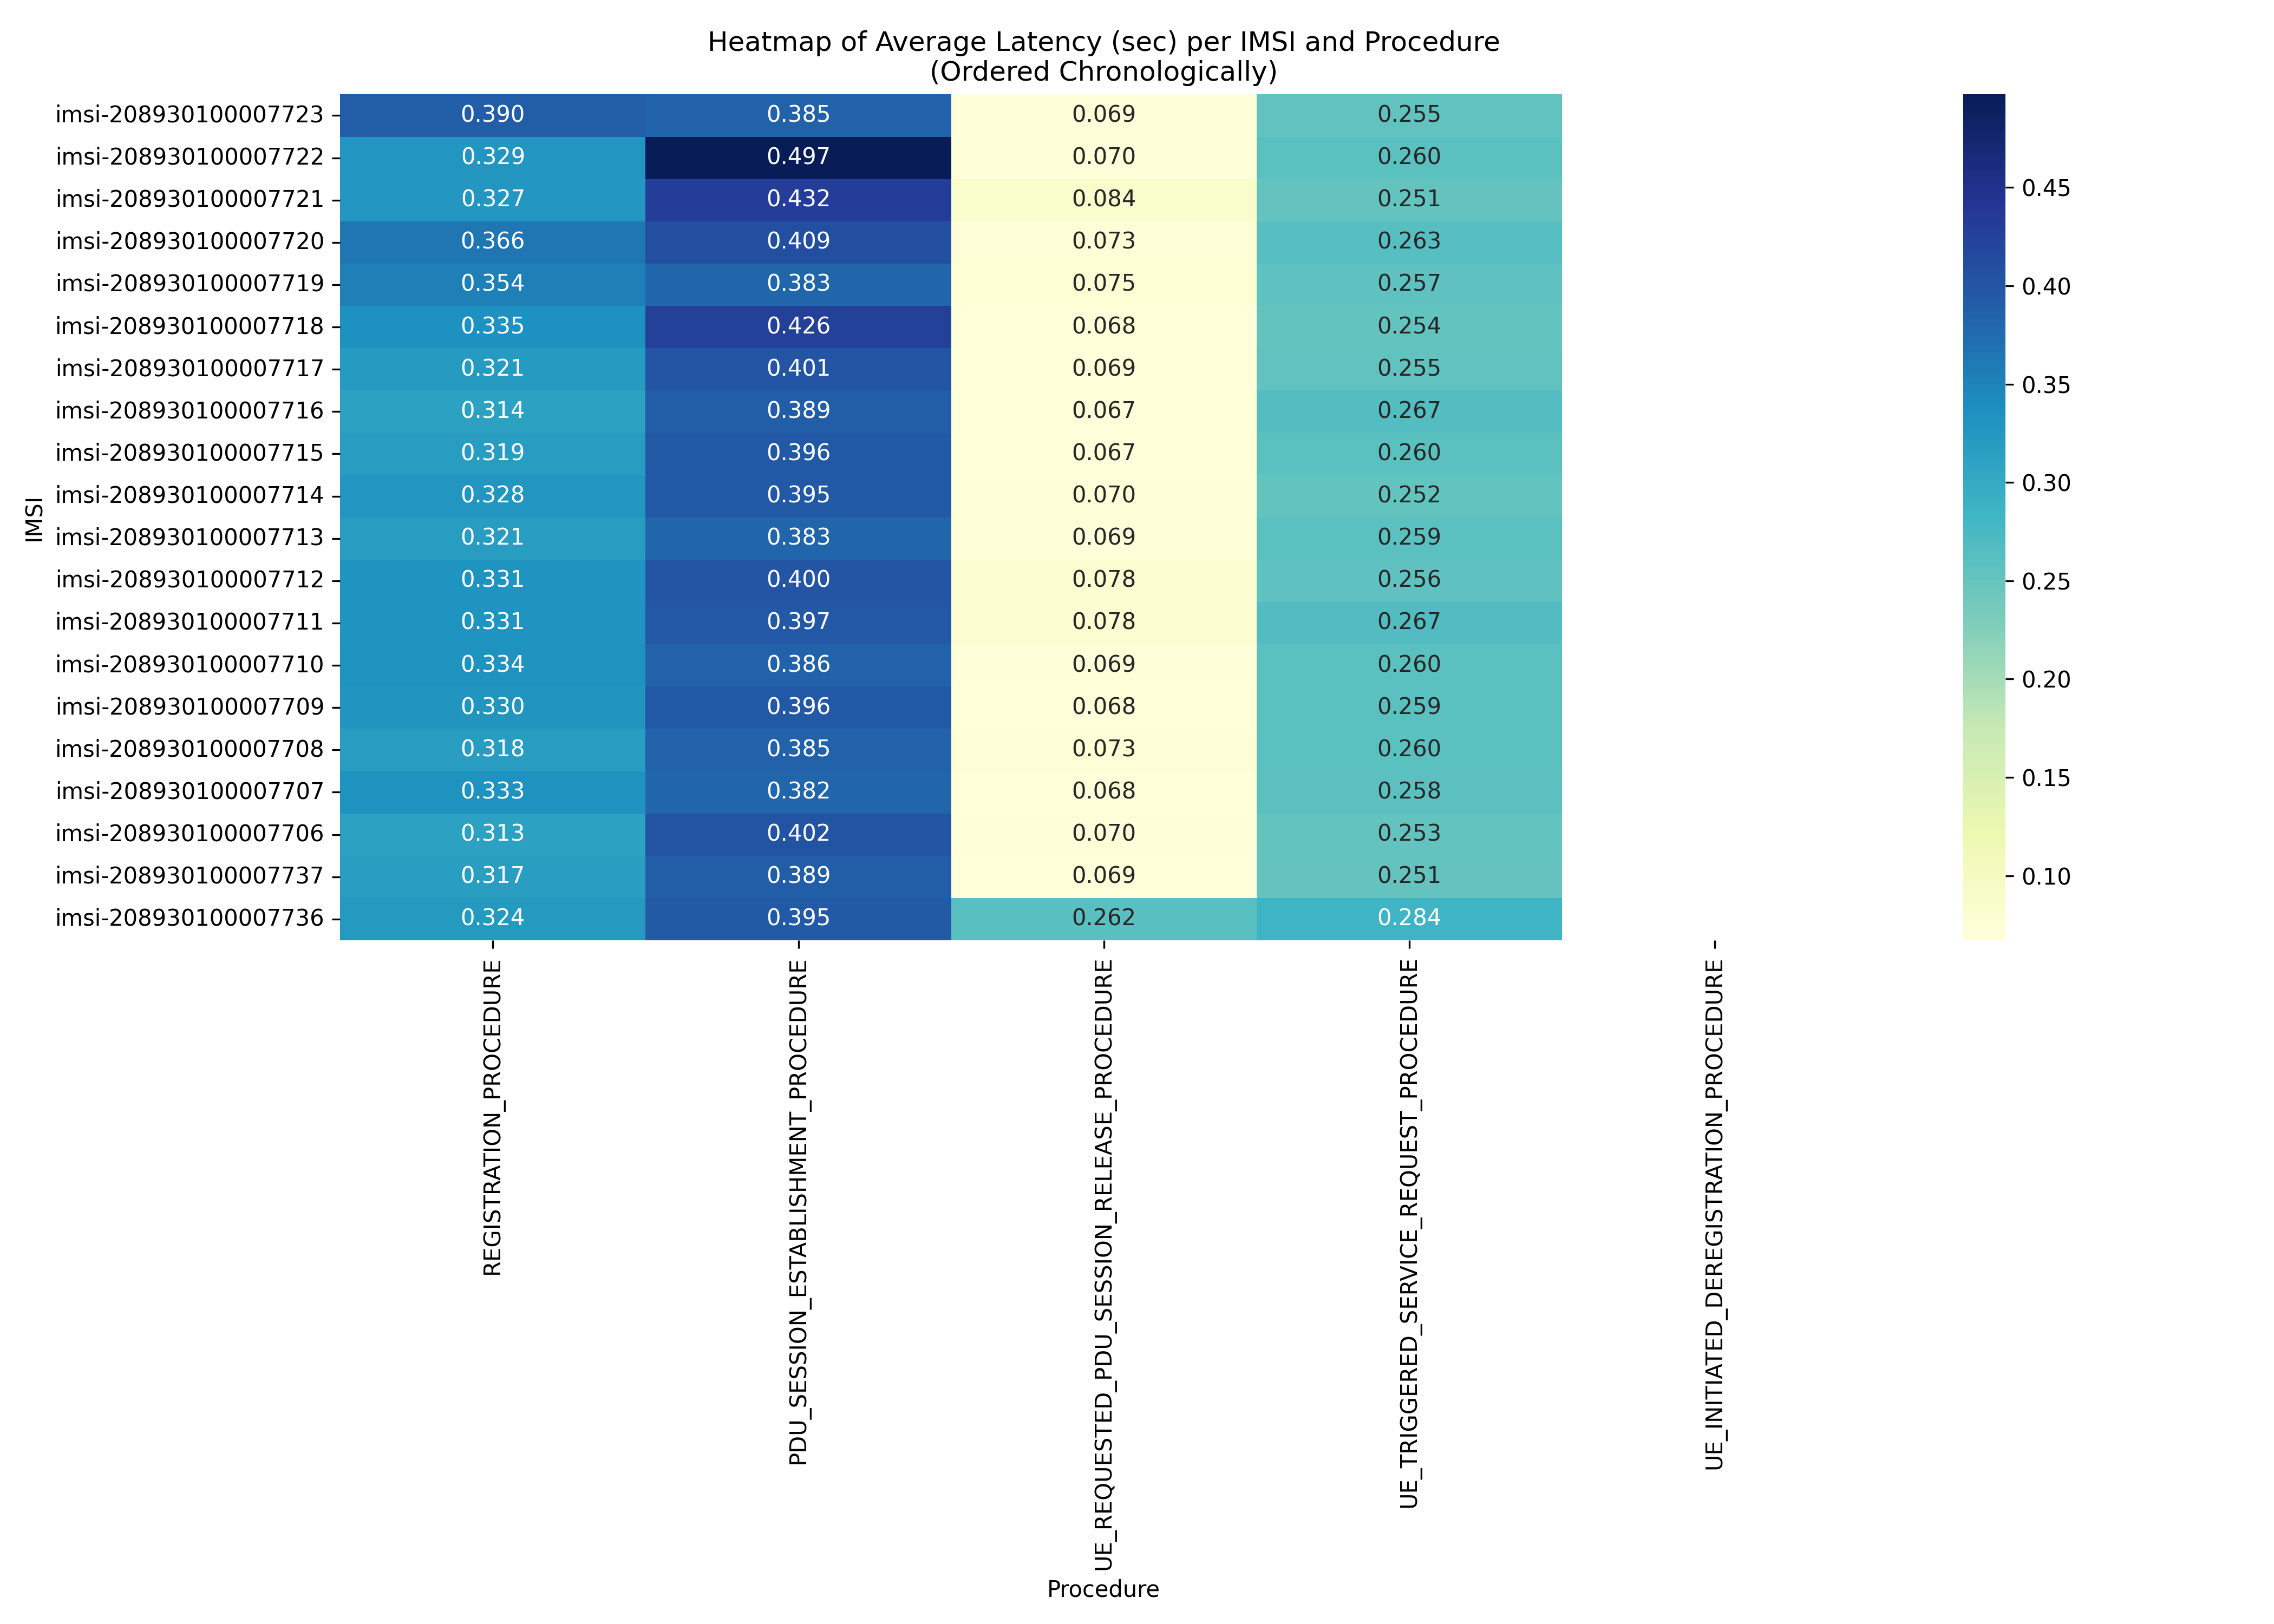 Heatmap of Average Latency (sec) per IMSI and Procedure
(Ordered Chronologically)
IMSI
imsi-208930100007723 0.390 0.385 0.069 0.255
imsi-208930100007722 0.329 0.497 0.070 0.260
imsi-208930100007721 0.327 0.432 0.084 0.251
imsi-208930100007720 0.366 0.409 0.073 0.263
imsi-208930100007719 0.354 0.383 0.075 0.257
imsi-208930100007718 0.335 0.426 0.068 0.254
imsi-208930100007717 0.321 0.401 0.069 0.255
imsi-208930100007716 0.314 0.389 0.067 0.267
imsi-208930100007715 0.319 0.396 0.067 0.260
imsi-208930100007714 0.328 0.395 0.070 0.252
imsi-208930100007713 0.321 0.383 0.069 0.259
imsi-208930100007712 0.331 0.400 0.078 0.256
imsi-208930100007711 0.331 0.397 0.078 0.267
imsi-208930100007710 0.334 0.386 0.069 0.260
imsi-208930100007709 0.330 0.396 0.068 0.259
imsi-208930100007708 0.318 0.385 0.073 0.260
imsi-208930100007707 0.333 0.382 0.068 0.258
imsi-208930100007706 0.313 0.402 0.070 0.253
imsi-208930100007737 0.317 0.389 0.069 0.251
imsi-208930100007736 0.324 0.395 0.262 0.284
REGISTRATION_PROCEDURE
PDU_SESSION_ESTABLISHMENT_PROCEDURE
UE_REQUESTED_PDU_SESSION_RELEASE_PROCEDURE
UE_TRIGGERED_SERVICE_REQUEST_PROCEDURE
UE_INITIATED_DEREGISTRATION_PROCEDURE
Procedure
0.45
0.40
0.35
0.30
0.25
0.20
0.15
0.10